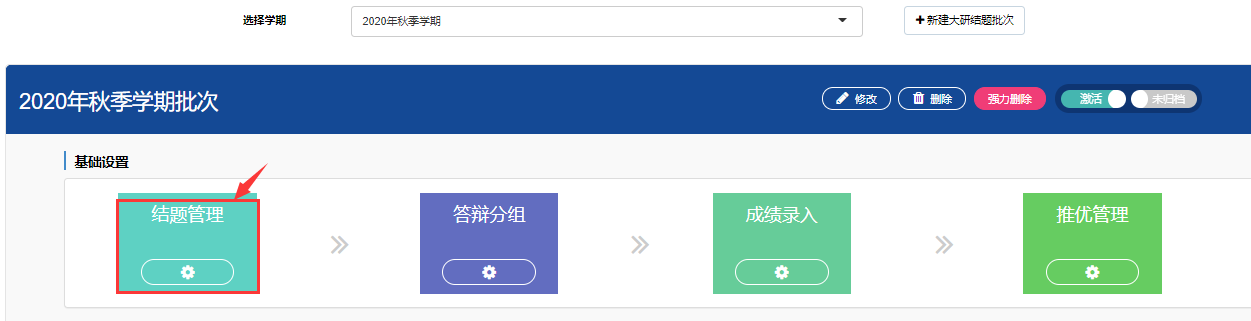 选择学期
2020年秋季学期
新建大研结题批次
2020年秋季学期批次
修改
删除
强力删除
激活
未归档
基础设置
结题管理
答辩分组
成绩录入
推优管理